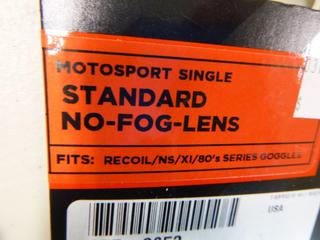 MOTOSPORT SINGLE
STANDARD
NO-FOG-LENS
FITS: RECOIL/NS/XI/80's SERIES GOGGLES
USA